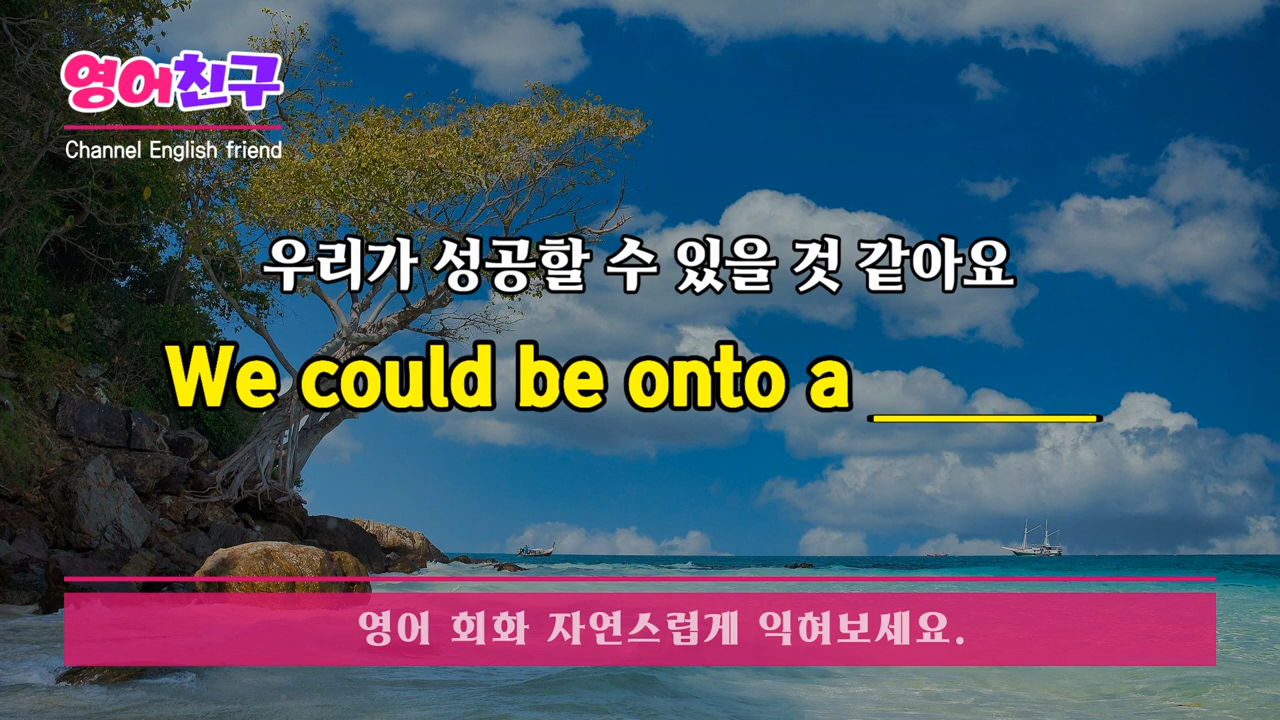 영어친구
Channel English friend
우리가 성공할 수 있을 것 같아요
We could be onto a ______
영어 회화 자연스럽게 익혀보세요.